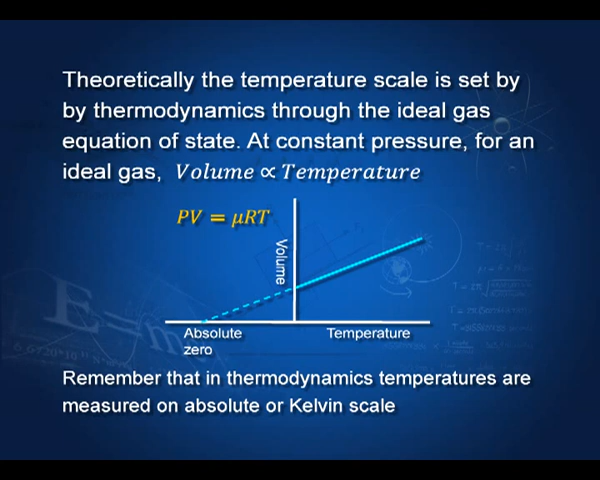 Theoretically the temperature scale is set by
by thermodynamics through the ideal gas
equation of state. At constant pressure, for an
ideal gas, Volume ∝ Temperature
PV = μRT
Volume
Absolute
zero
Temperature
Remember that in thermodynamics temperatures are
measured on absolute or Kelvin scale